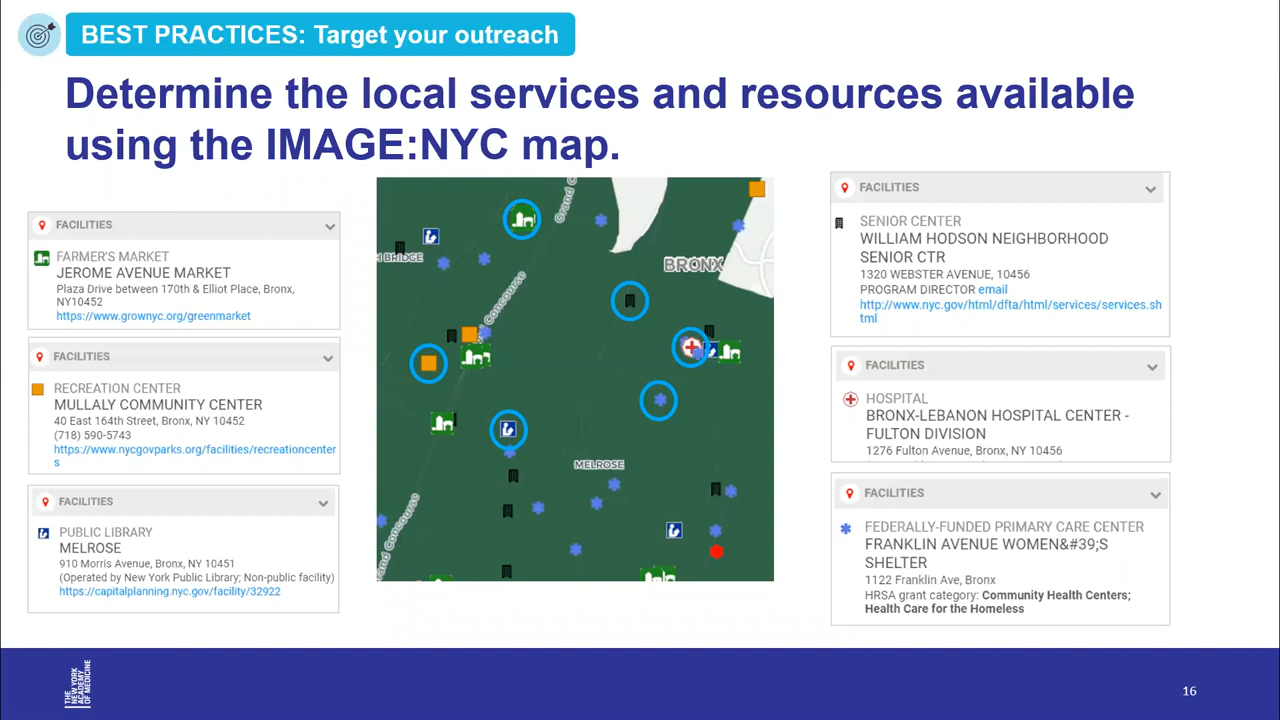 BEST PRACTICES: Target your outreach
Determine the local services and resources available
using the IMAGE:NYC map.
FACILITIES
FARMER'S MARKET
JEROME AVENUE MARKET
Plaza Drive between 170th & Elliot Place, Bronx,
NY10452
https://www.grownyc.org/greenmarket
FACILITIES
RECREATION CENTER
MULLALY COMMUNITY CENTER
40 East 164th Street, Bronx, NY 10452
(718) 590-5743
https://www.nycgovparks.org/facilities/recreationcenter
s
FACILITIES
PUBLIC LIBRARY
MELROSE
910 Morris Avenue, Bronx, NY 10451
(Operated by New York Public Library; Non-public facility)
https://capitalplanning.nyc.gov/facility/32922
Grand C
H BRIDGE
BRONX
Concourse
MELROSE
and Concourse
FACILITIES
SENIOR CENTER
WILLIAM HODSON NEIGHBORHOOD
SENIOR CTR
1320 WEBSTER AVENUE, 10456
PROGRAM DIRECTOR email
http://www.nyc.gov/html/dfta/html/services/services.sh
tml
FACILITIES
HOSPITAL
BRONX-LEBANON HOSPITAL CENTER -
FULTON DIVISION
1276 Fulton Avenue, Bronx, NY 10456
FACILITIES
FEDERALLY-FUNDED PRIMARY CARE CENTER
FRANKLIN AVENUE WOMEN&#39;S
SHELTER
1122 Franklin Ave, Bronx
HRSA grant category: Community Health Centers;
Health Care for the Homeless
THE
NEW YORK
ACADEMY
OF MEDICINE
16